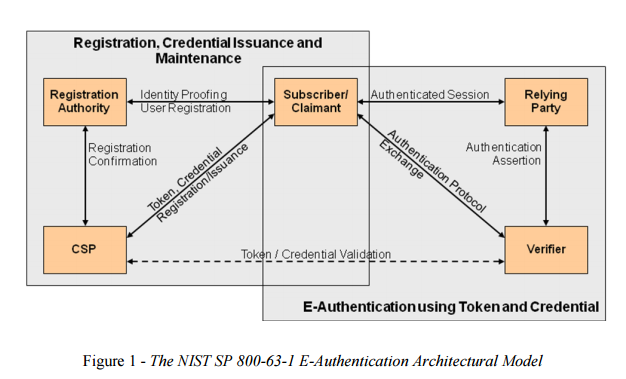 Registration, Credential Issuance and
Maintenance
Registration
Authority
Identity Proofing
User Registration
Subscriber/
Claimant
Authenticated Session
Relying
Party
Registration
Confirmation
Token, Credential
Registration/Issuance
Authentication Protocol
Exchange
Authentication
Assertion
CSP
Token / Credential Validation
Verifier
E-Authentication using Token and Credential
Figure 1 - The NIST SP 800-63-1 E-Authentication Architectural Model